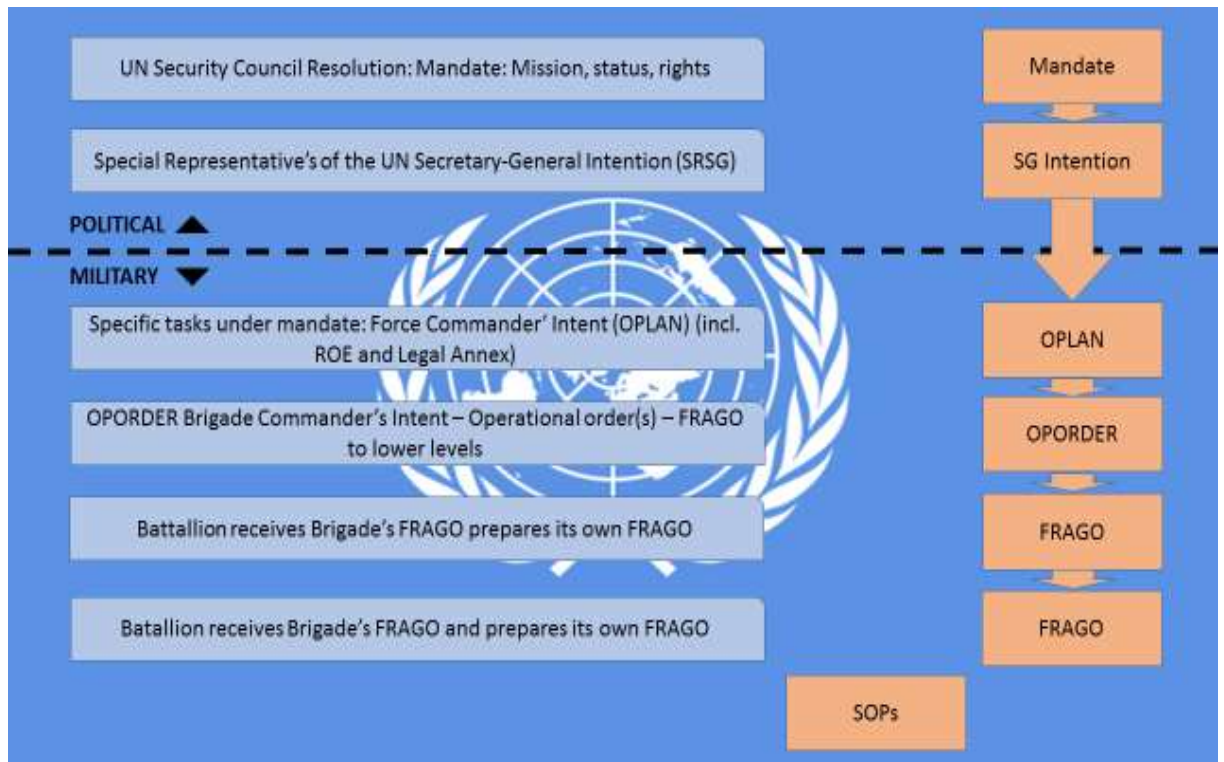 UN Security Council Resolution: Mandate: Mission, status, rights
Mandate
Special Representative's of the UN Secretary-General Intention (SRSG)
SG Intention
POLITICAL
MILITARY
Specific tasks under mandate: Force Commander' Intent (OPLAN) (incl.
ROE and Legal Annex)
OPLAN
OPORDER Brigade Commander's Intent – Operational order(s) – FRAGO
to lower levels
OPORDER
Battallion receives Brigade's FRAGO prepares its own FRAGO
FRAGO
Batallion receives Brigade's FRAGO and prepares its own FRAGO
FRAGO
SOPs